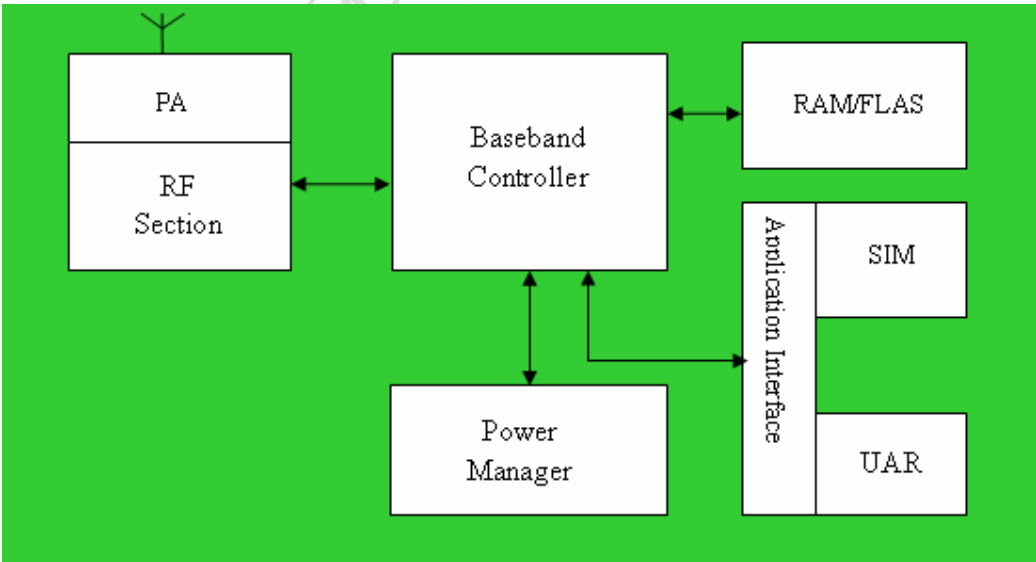 PA
RF
Section
Baseband
Controller
RAM/FLAS
Application Interface
SIM
Power
Manager
UAR